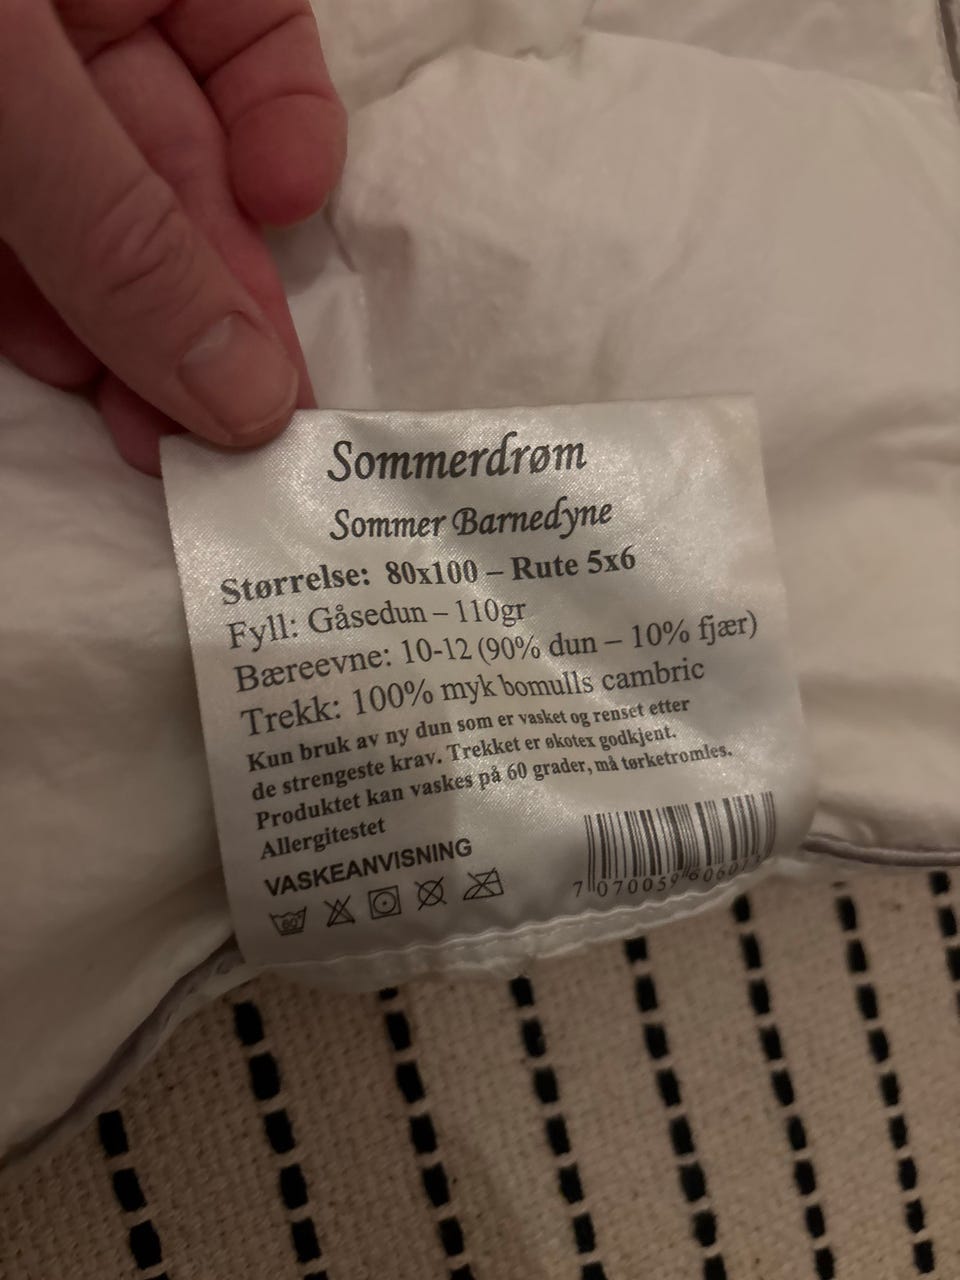 Sommerdrøm
Sommer Barnedyne
Størrelse: 80x100 – Rute 5x6
Fyll: Gåsedun – 110gr
Bæreevne: 10-12 (90% dun – 10% fjær)
Trekk: 100% myk bomulls cambric
Kun bruk av ny dun som er vasket og renset etter
de strengeste krav. Trekket er økotex godkjent.
Produktet kan vaskes på 60 grader, må tørketromles.
Allergitestet
VASKEANVISNING
60